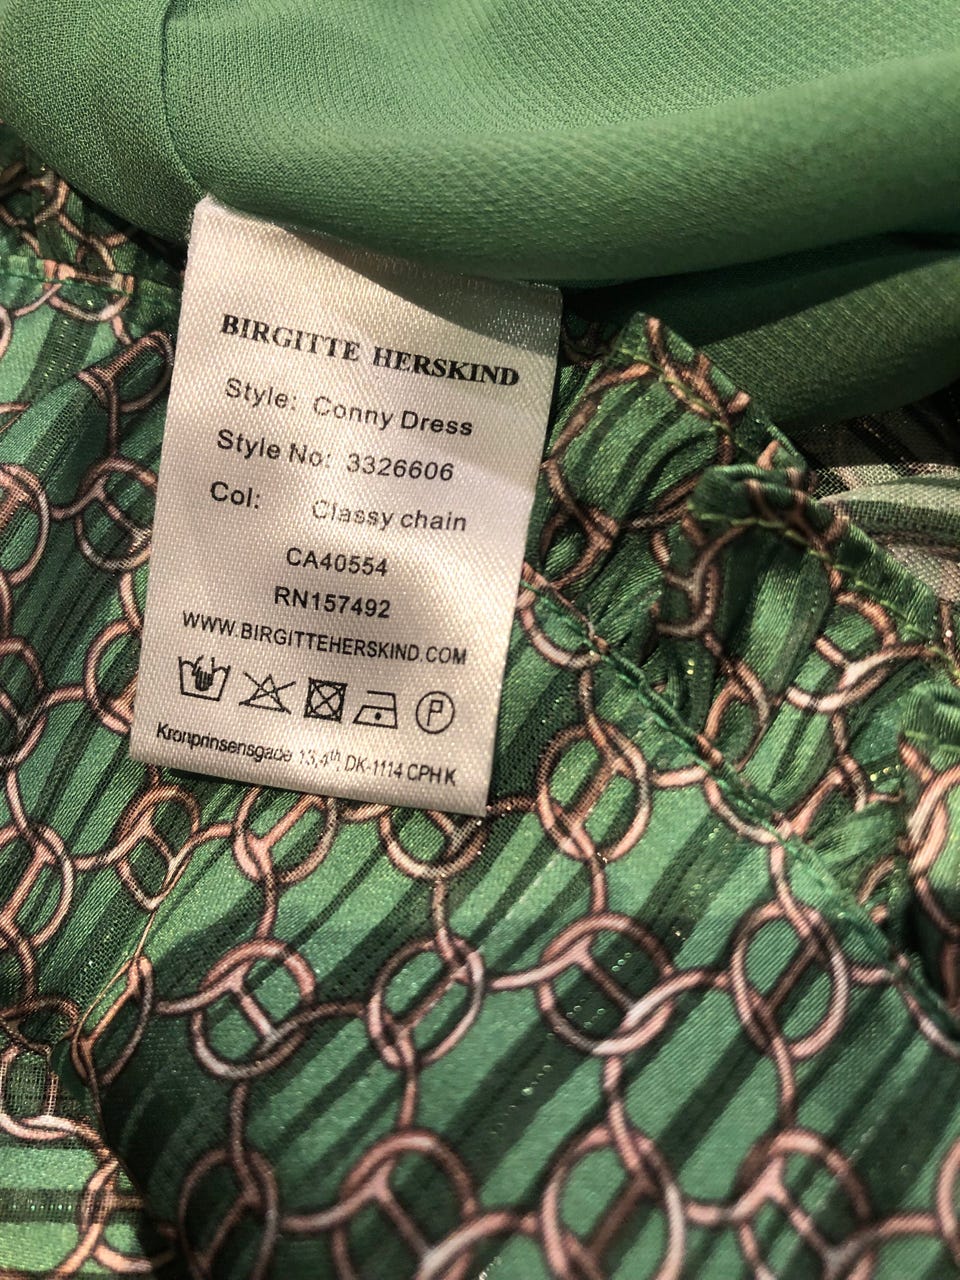 BIRGITTE HERSKIND
Style: Conny Dress
Style No: 3326606
Col: Classy chain
CA40554
RN157492
WWW.BIRGITTEHERSKIND.COM
P
Kronprinsensgade 13,4th DK-1114 CPH K